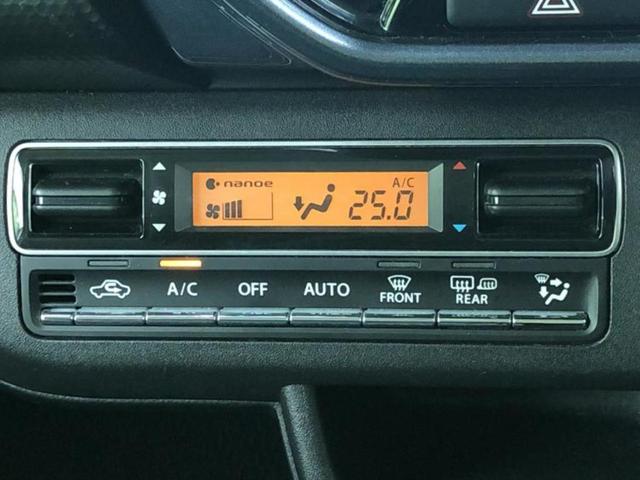 nanoe
A/C
25.0
A/C
OFF
AUTO
FRONT
REAR